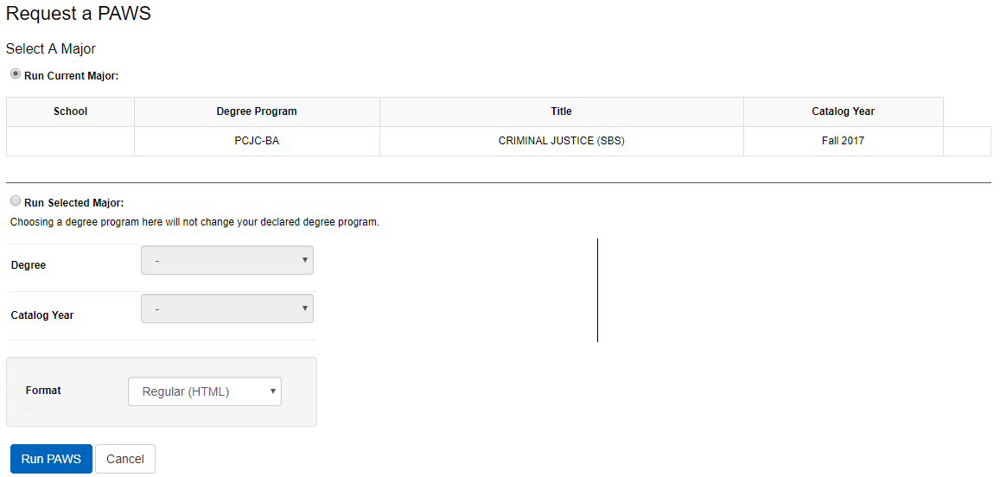 Request a PAWS
Select A Major
Run Current Major:
School Degree Program Title Catalog Year
PCJC-BA CRIMINAL JUSTICE (SBS) Fall 2017
Run Selected Major:
Choosing a degree program here will not change your declared degree program.
Degree -
Catalog Year -
Format Regular (HTML)
Run PAWS Cancel